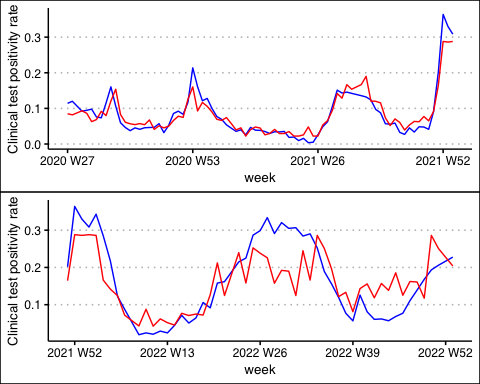 Clinical test positivity rate
0.3
0.2
0.1
0.0
2020 W27 2020 W53 2021 W26 2021 W52
week
Clinical test positivity rate
0.3
0.2
0.1
2021 W52 2022 W13 2022 W26 2022 W39 2022 W52
week